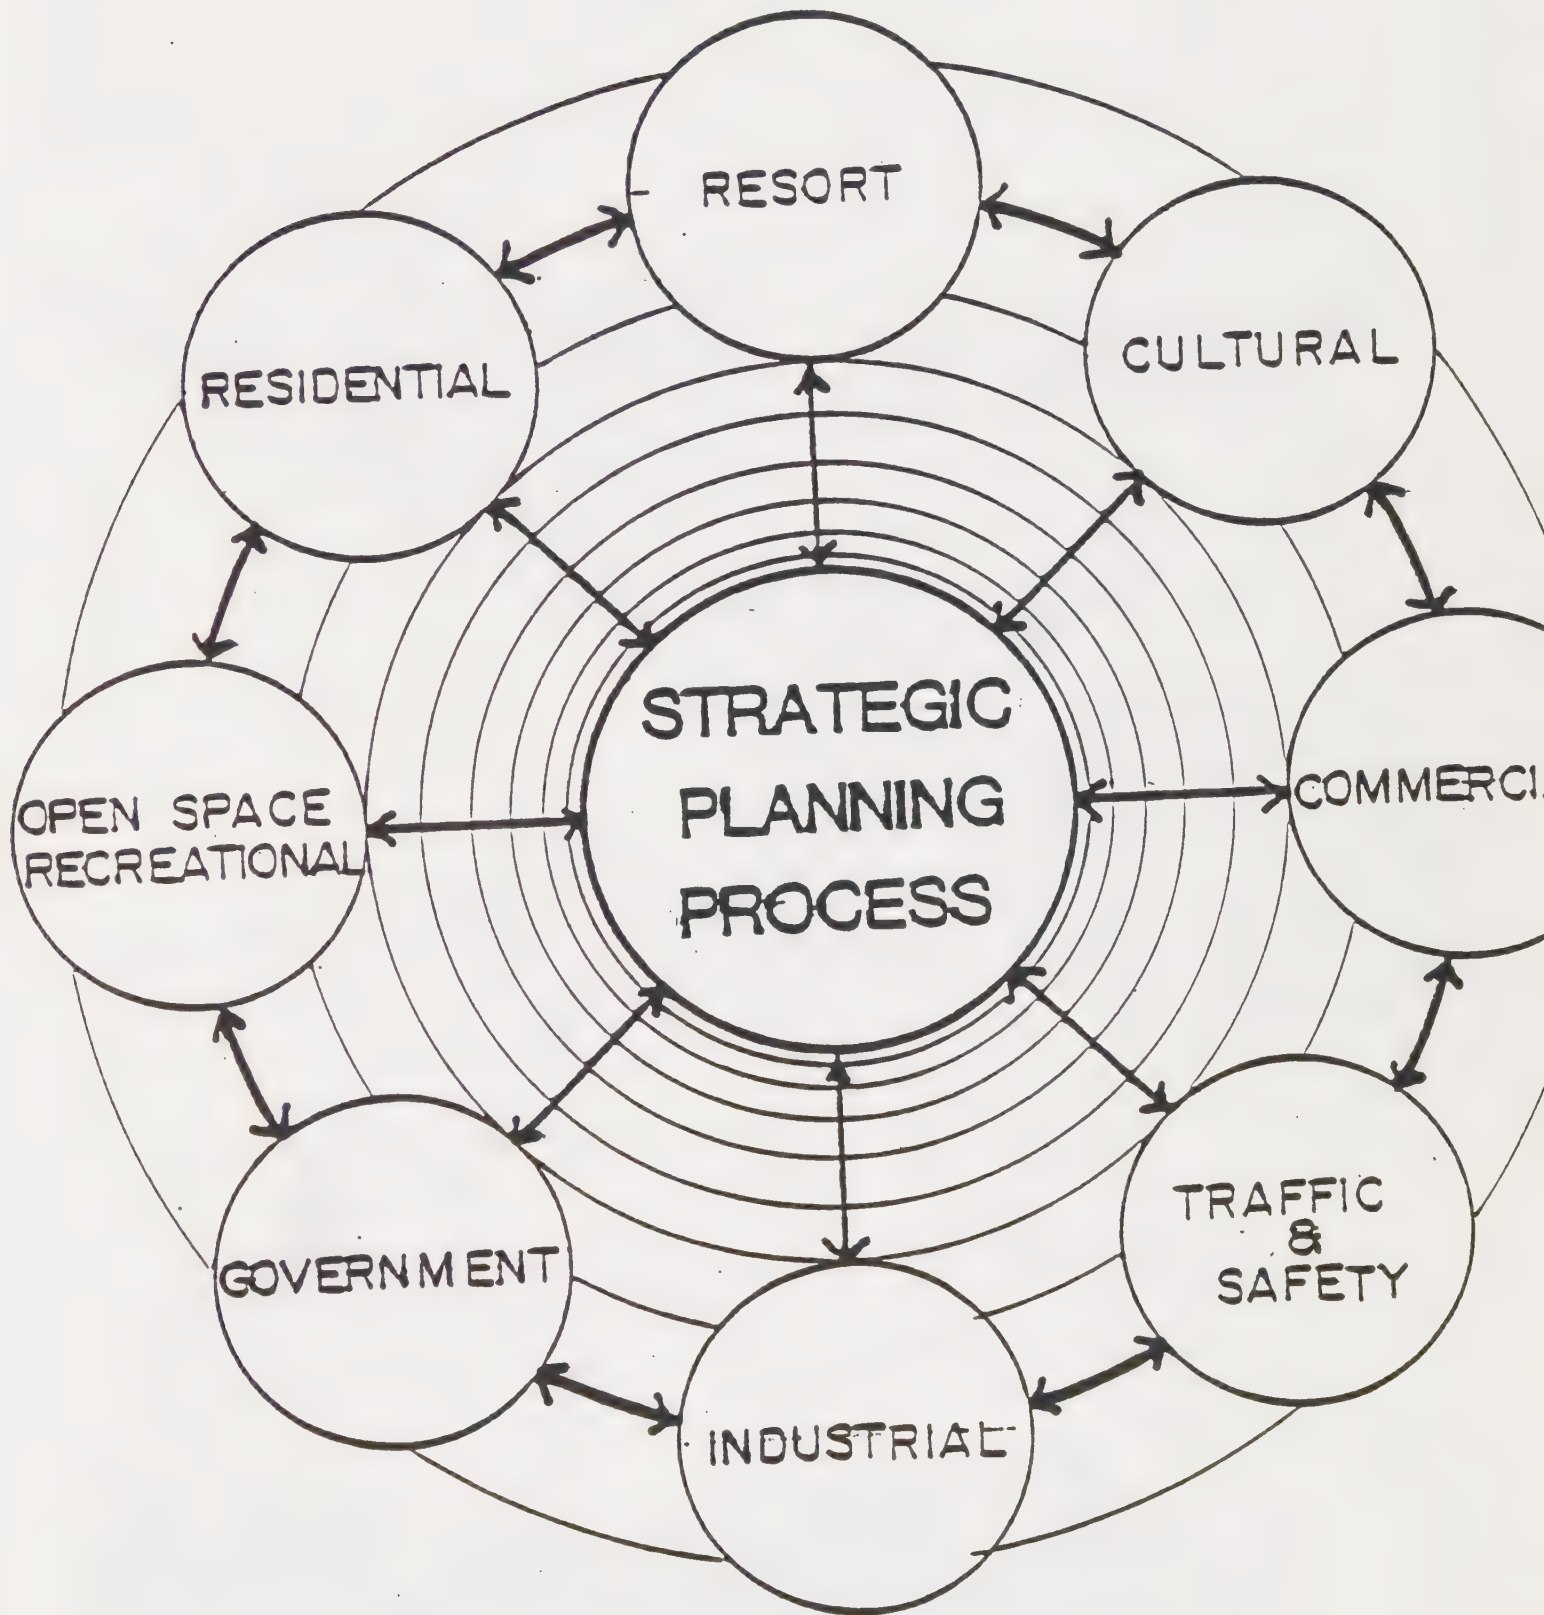 RESORT
CULTURAL
RESIDENTIAL
STRATEGIC
PLANNING
PROCESS
COMMERCI
OPEN SPACE
RECREATIONAL
TRAFFIC
&
SAFETY
GOVERNMENT
INDUSTRIAL